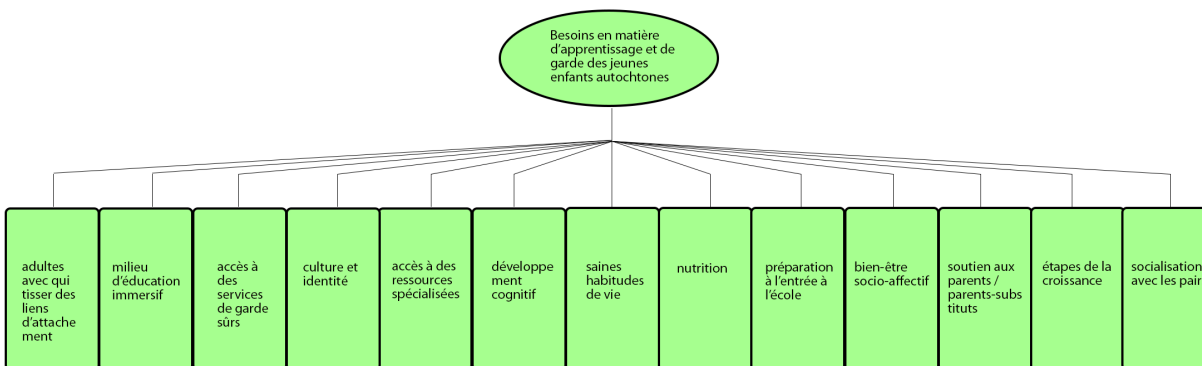 Besoins en matière
d'apprentissage et de
garde des jeunes
enfants autochtones
adultes
avec qui
tisser des
liens
d'attache
ment
milieu
d'éducation
immersif
accès à
des
services
de garde
sûrs
culture et
identité
accès à des
ressources
spécialisées
développe
ment
cognitif
saines
habitudes
de vie
nutrition
préparation
à l'entrée à
l'école
bien-être
socio-affectif
soutien aux
parents /
parents-subs
tituts
étapes de la
croissance
socialisation
avec les pair